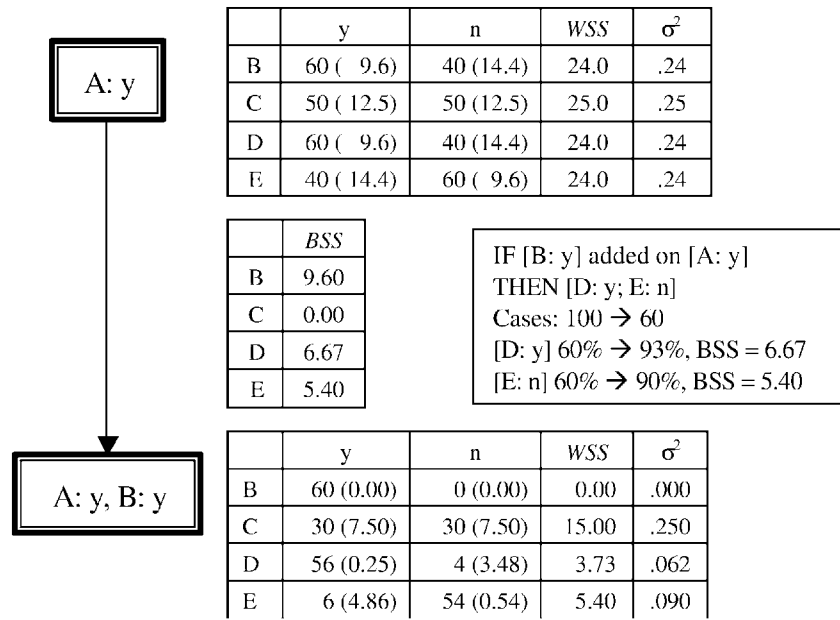 A: y
y n WSS σ²
B 60 ( 9.6) 40 (14.4) 24.0 .24
C 50 ( 12.5) 50 (12.5) 25.0 .25
D 60 ( 9.6) 40 (14.4) 24.0 .24
E 40 ( 14.4) 60 ( 9.6) 24.0 .24
BSS
B 9.60
C 0.00
D 6.67
E 5.40
IF [B: y] added on [A: y]
THEN [D: y; E: n]
Cases: 100 → 60
[D: y] 60% → 93%, BSS = 6.67
[E: n] 60% → 90%, BSS = 5.40
A: y, B: y
y n WSS σ²
B 60 (0.00) 0 (0.00) 0.00 .000
C 30 (7.50) 30 (7.50) 15.00 .250
D 56 (0.25) 4 (3.48) 3.73 .062
E 6 (4.86) 54 (0.54) 5.40 .090